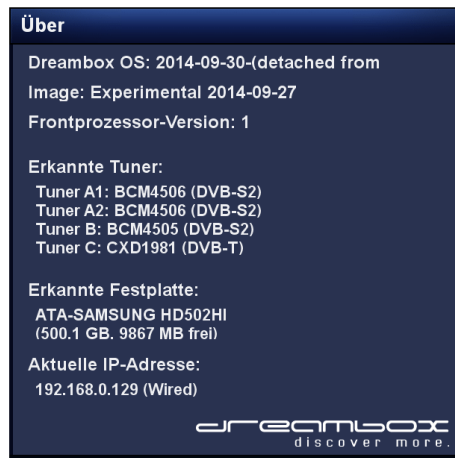 Über
Dreambox OS: 2014-09-30-(detached from
Image: Experimental 2014-09-27
Frontprozessor-Version: 1
Erkannte Tuner:
Tuner A1: BCM4506 (DVB-S2)
Tuner A2: BCM4506 (DVB-S2)
Tuner B: BCM4505 (DVB-S2)
Tuner C: CXD1981 (DVB-T)
Erkannte Festplatte:
ATA-SAMSUNG HD502HI
(500.1 GB, 9867 MB frei)
Aktuelle IP-Adresse:
192.168.0.129 (Wired)
dreambox
discover more.